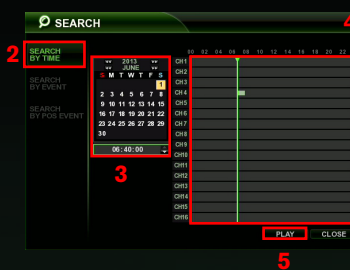 SEARCH
4
2
SEARCH
BY TIME
SEARCH
BY EVENT
SEARCH
BY POS EVENT
2013
JUNE
S M T W T F S
1
2 3 4 5 6 7 8
9 10 11 12 13 14 15
16 17 18 19 20 21 22
23 24 25 26 27 28 29
30
06:40:00
3
00 02 04 06 08 10 12 14 16 18 20 22
CH1
CH2
CH3
CH4
CH5
CH6
CH7
CH8
CH9
CH10
CH11
CH12
CH13
CH14
CH15
CH16
PLAY
CLOSE
5